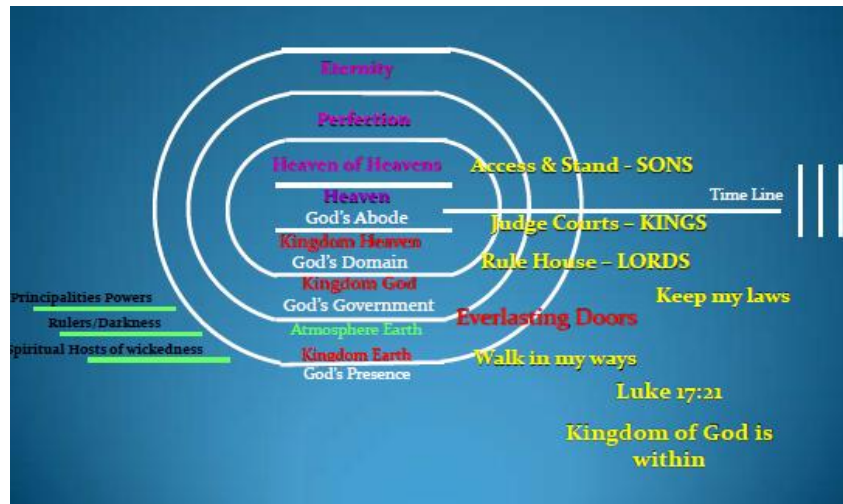 Eternity
Perfection
Heaven of Heavens
Access & Stand - SONS
Heaven
Time Line
God's Abode
Judge Courts – KINGS
Kingdom Heaven
God's Domain
Rule House – LORDS
Kingdom God
God's Government
Keep my laws
Principalities Powers
Everlasting Doors
Rulers/Darkness
Atmosphere Earth
Spiritual Hosts of wickedness
Kingdom Earth
Walk in my ways
God's Presence
Luke 17:21
Kingdom of God is
within